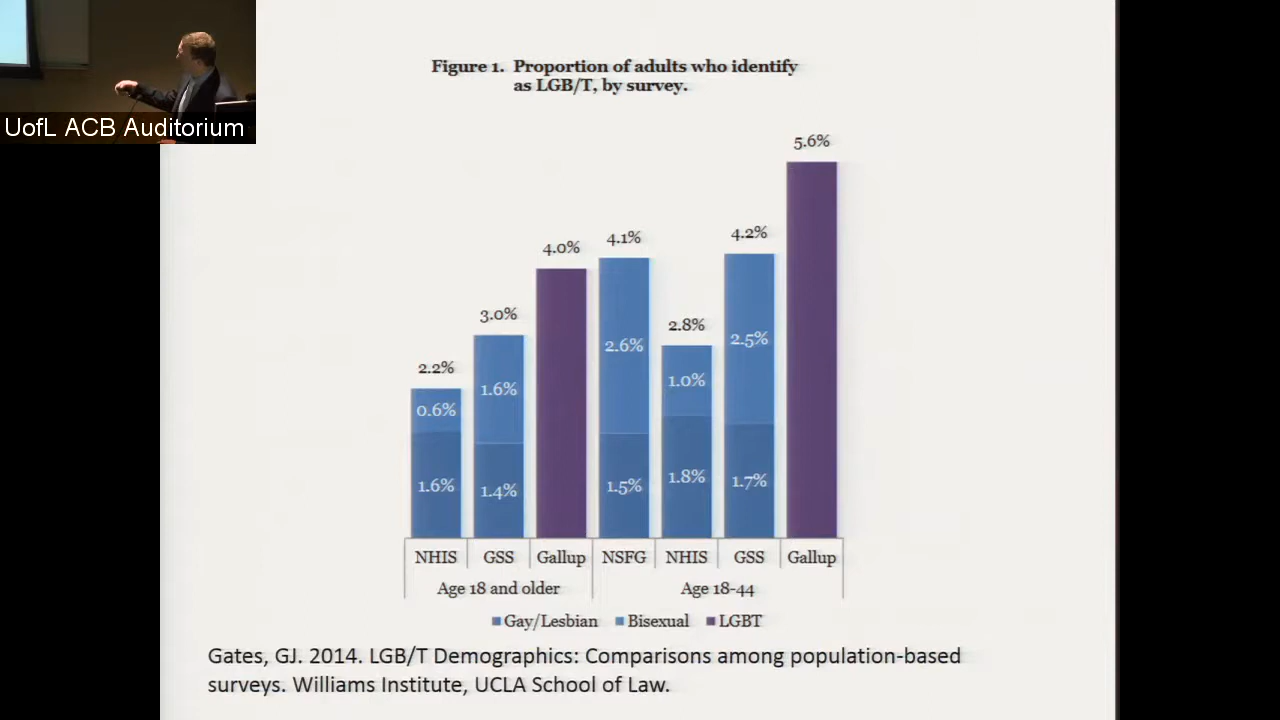 UofL ACB Auditorium
Figure 1. Proportion of adults who identify
as LGB/T, by survey.
5.6%
4.2%
4.1%
4.0%
3.0%
2.8%
2.2%
2.6%
2.5%
1.0%
1.6%
0.6%
1.6%
1.4%
1.5%
1.8%
1.7%
NHIS GSS Gallup NSFG NHIS GSS Gallup
Age 18 and older Age 18-44
Gay/Lesbian Bisexual LGBT
Gates, GJ. 2014. LGB/T Demographics: Comparisons among population-based
surveys. Williams Institute, UCLA School of Law.